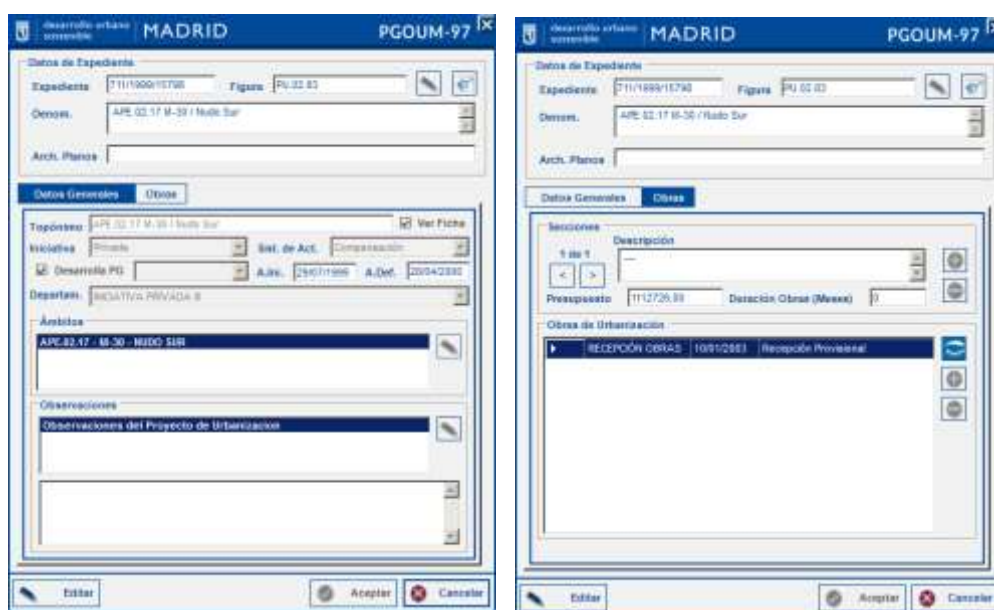 desarrollo urbano sostenible MADRID PGOUM-97
Datos de Expediente
Expediente 711/1999/15798 Figura PU.02.03
Denom. APE.02.17 M-30 / Nudo Sur
Arch. Planos
Datos Generales Obras
Topónimo APE.02.17 M-30 / Nudo Sur Ver Ficha
Iniciativa Privada Sist. de Act. Compensación
Desarrolla PG A.Inic. 29/07/1999 A.Def. 20/04/2000
Departam. INICIATIVA PRIVADA II
Ámbitos
APE.02.17 - M-30 - NUDO SUR
Observaciones
Observaciones del Proyecto de Urbanizacion
Editar Aceptar Cancelar
desarrollo urbano sostenible MADRID PGOUM-97
Datos de Expediente
Expediente 711/1999/15798 Figura PU.02.03
Denom. APE.02.17 M-30 / Nudo Sur
Arch. Planos
Datos Generales Obras
Secciones
Descripción
1 de 1
---
< >
Presupuesto 1112726,00 Duración Obras (Meses) 0
Obras de Urbanización
RECEPCIÓN OBRAS 10/01/2003 Recepción Provisional
Editar Aceptar Cancelar